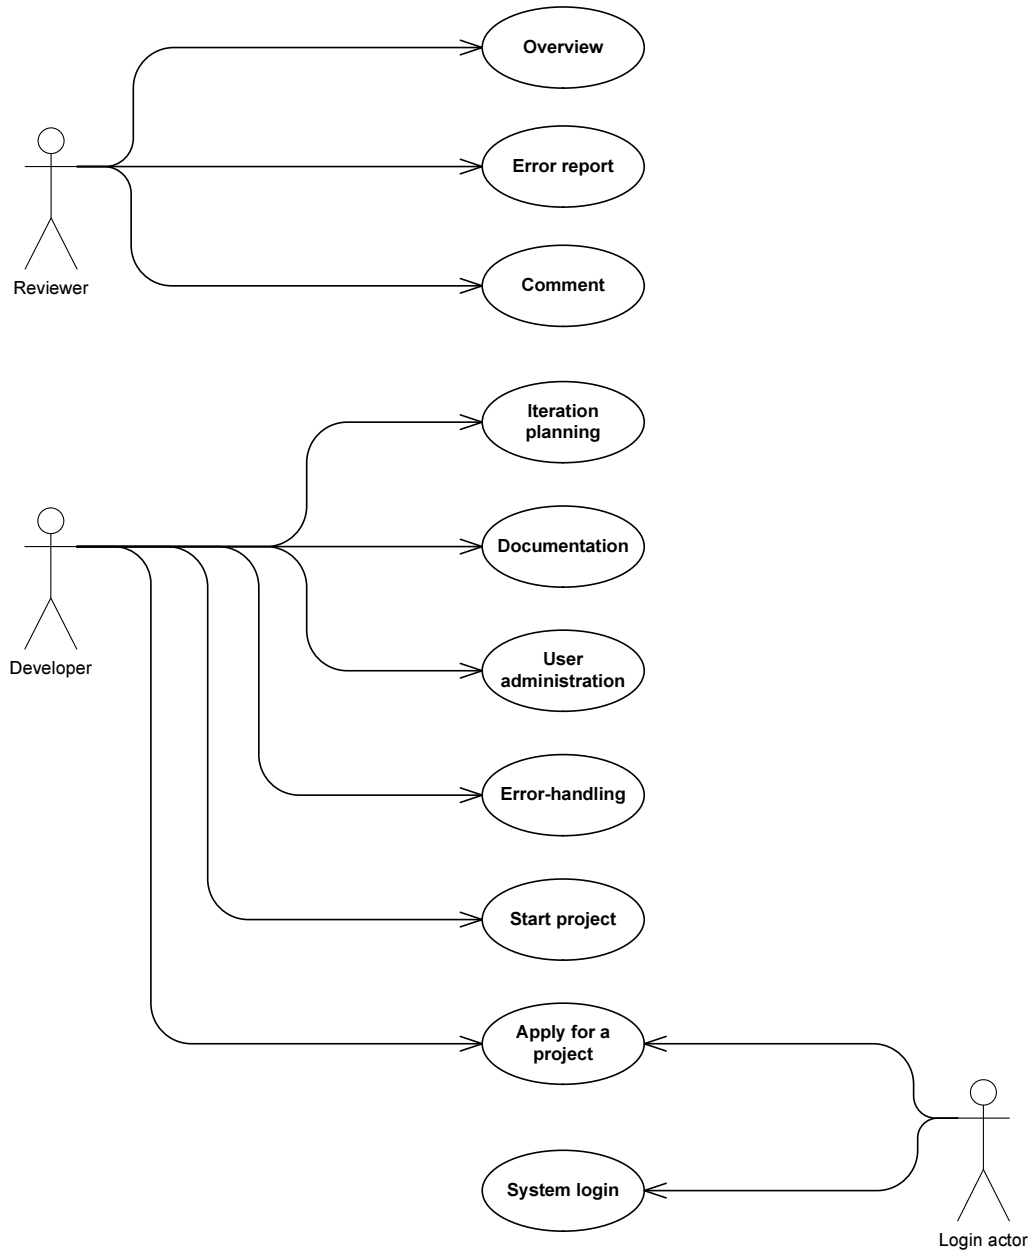 Overview
Error report
Reviewer
Comment
Iteration
planning
Documentation
Developer
User
administration
Error-handling
Start project
Apply for a
project
System login
Login actor